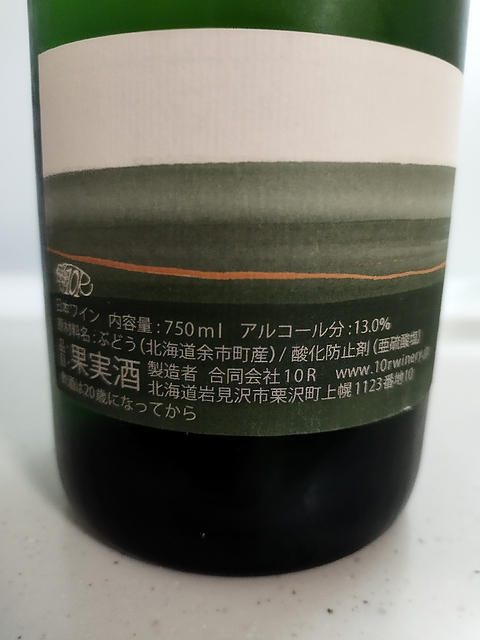 10R
日本ワイン 内容量：750ml アルコール分：13.0%
原材料名：ぶどう（北海道余市町産）/ 酸化防止剤（亜硫酸塩）
品目 果実酒 製造者 合同会社10R www.10rwinery.jp
北海道岩見沢市栗沢町上幌1123番地10
飲酒は20歳になってから